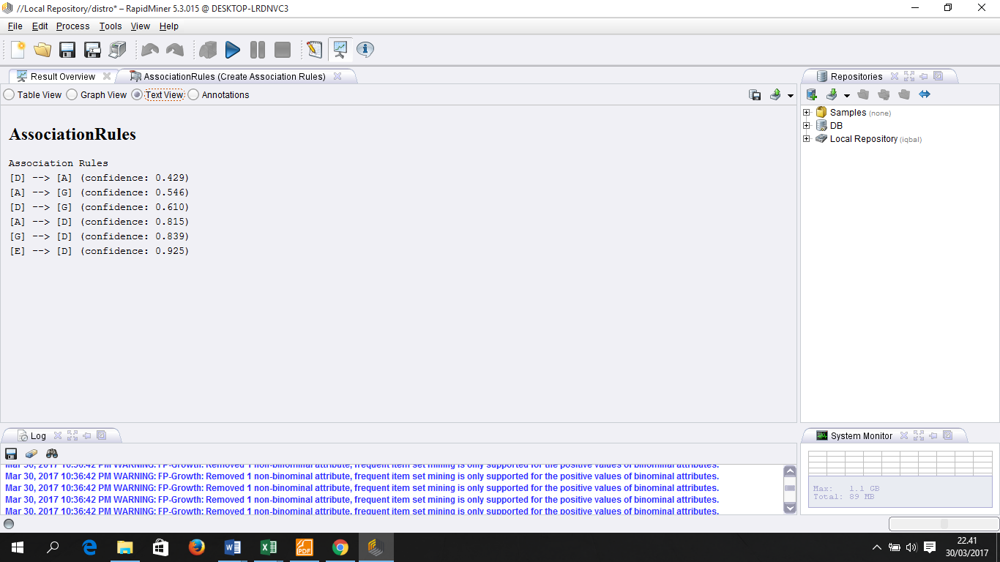 //Local Repository/distro* – RapidMiner 5.3.015 @ DESKTOP-LRDNVC3
File Edit Process Tools View Help
Result Overview AssociationRules (Create Association Rules)
Table View Graph View Text View Annotations
AssociationRules
Association Rules
[D] --> [A] (confidence: 0.429)
[A] --> [G] (confidence: 0.546)
[D] --> [G] (confidence: 0.610)
[A] --> [D] (confidence: 0.815)
[G] --> [D] (confidence: 0.839)
[E] --> [D] (confidence: 0.925)
Repositories
Samples (none)
DB
Local Repository (iqbal)
Log
Mar 30, 2017 10:36:42 PM WARNING: FP-Growth: Removed 1 non-binominal attribute, frequent item set mining is only supported for the positive values of binominal attributes.
Mar 30, 2017 10:36:42 PM WARNING: FP-Growth: Removed 1 non-binominal attribute, frequent item set mining is only supported for the positive values of binominal attributes.
Mar 30, 2017 10:36:42 PM WARNING: FP-Growth: Removed 1 non-binominal attribute, frequent item set mining is only supported for the positive values of binominal attributes.
Mar 30, 2017 10:36:42 PM WARNING: FP-Growth: Removed 1 non-binominal attribute, frequent item set mining is only supported for the positive values of binominal attributes.
Mar 30, 2017 10:36:42 PM WARNING: FP-Growth: Removed 1 non-binominal attribute, frequent item set mining is only supported for the positive values of binominal attributes.
System Monitor
Max: 1.1 GB
Total: 89 MB
PDF
22.41
30/03/2017